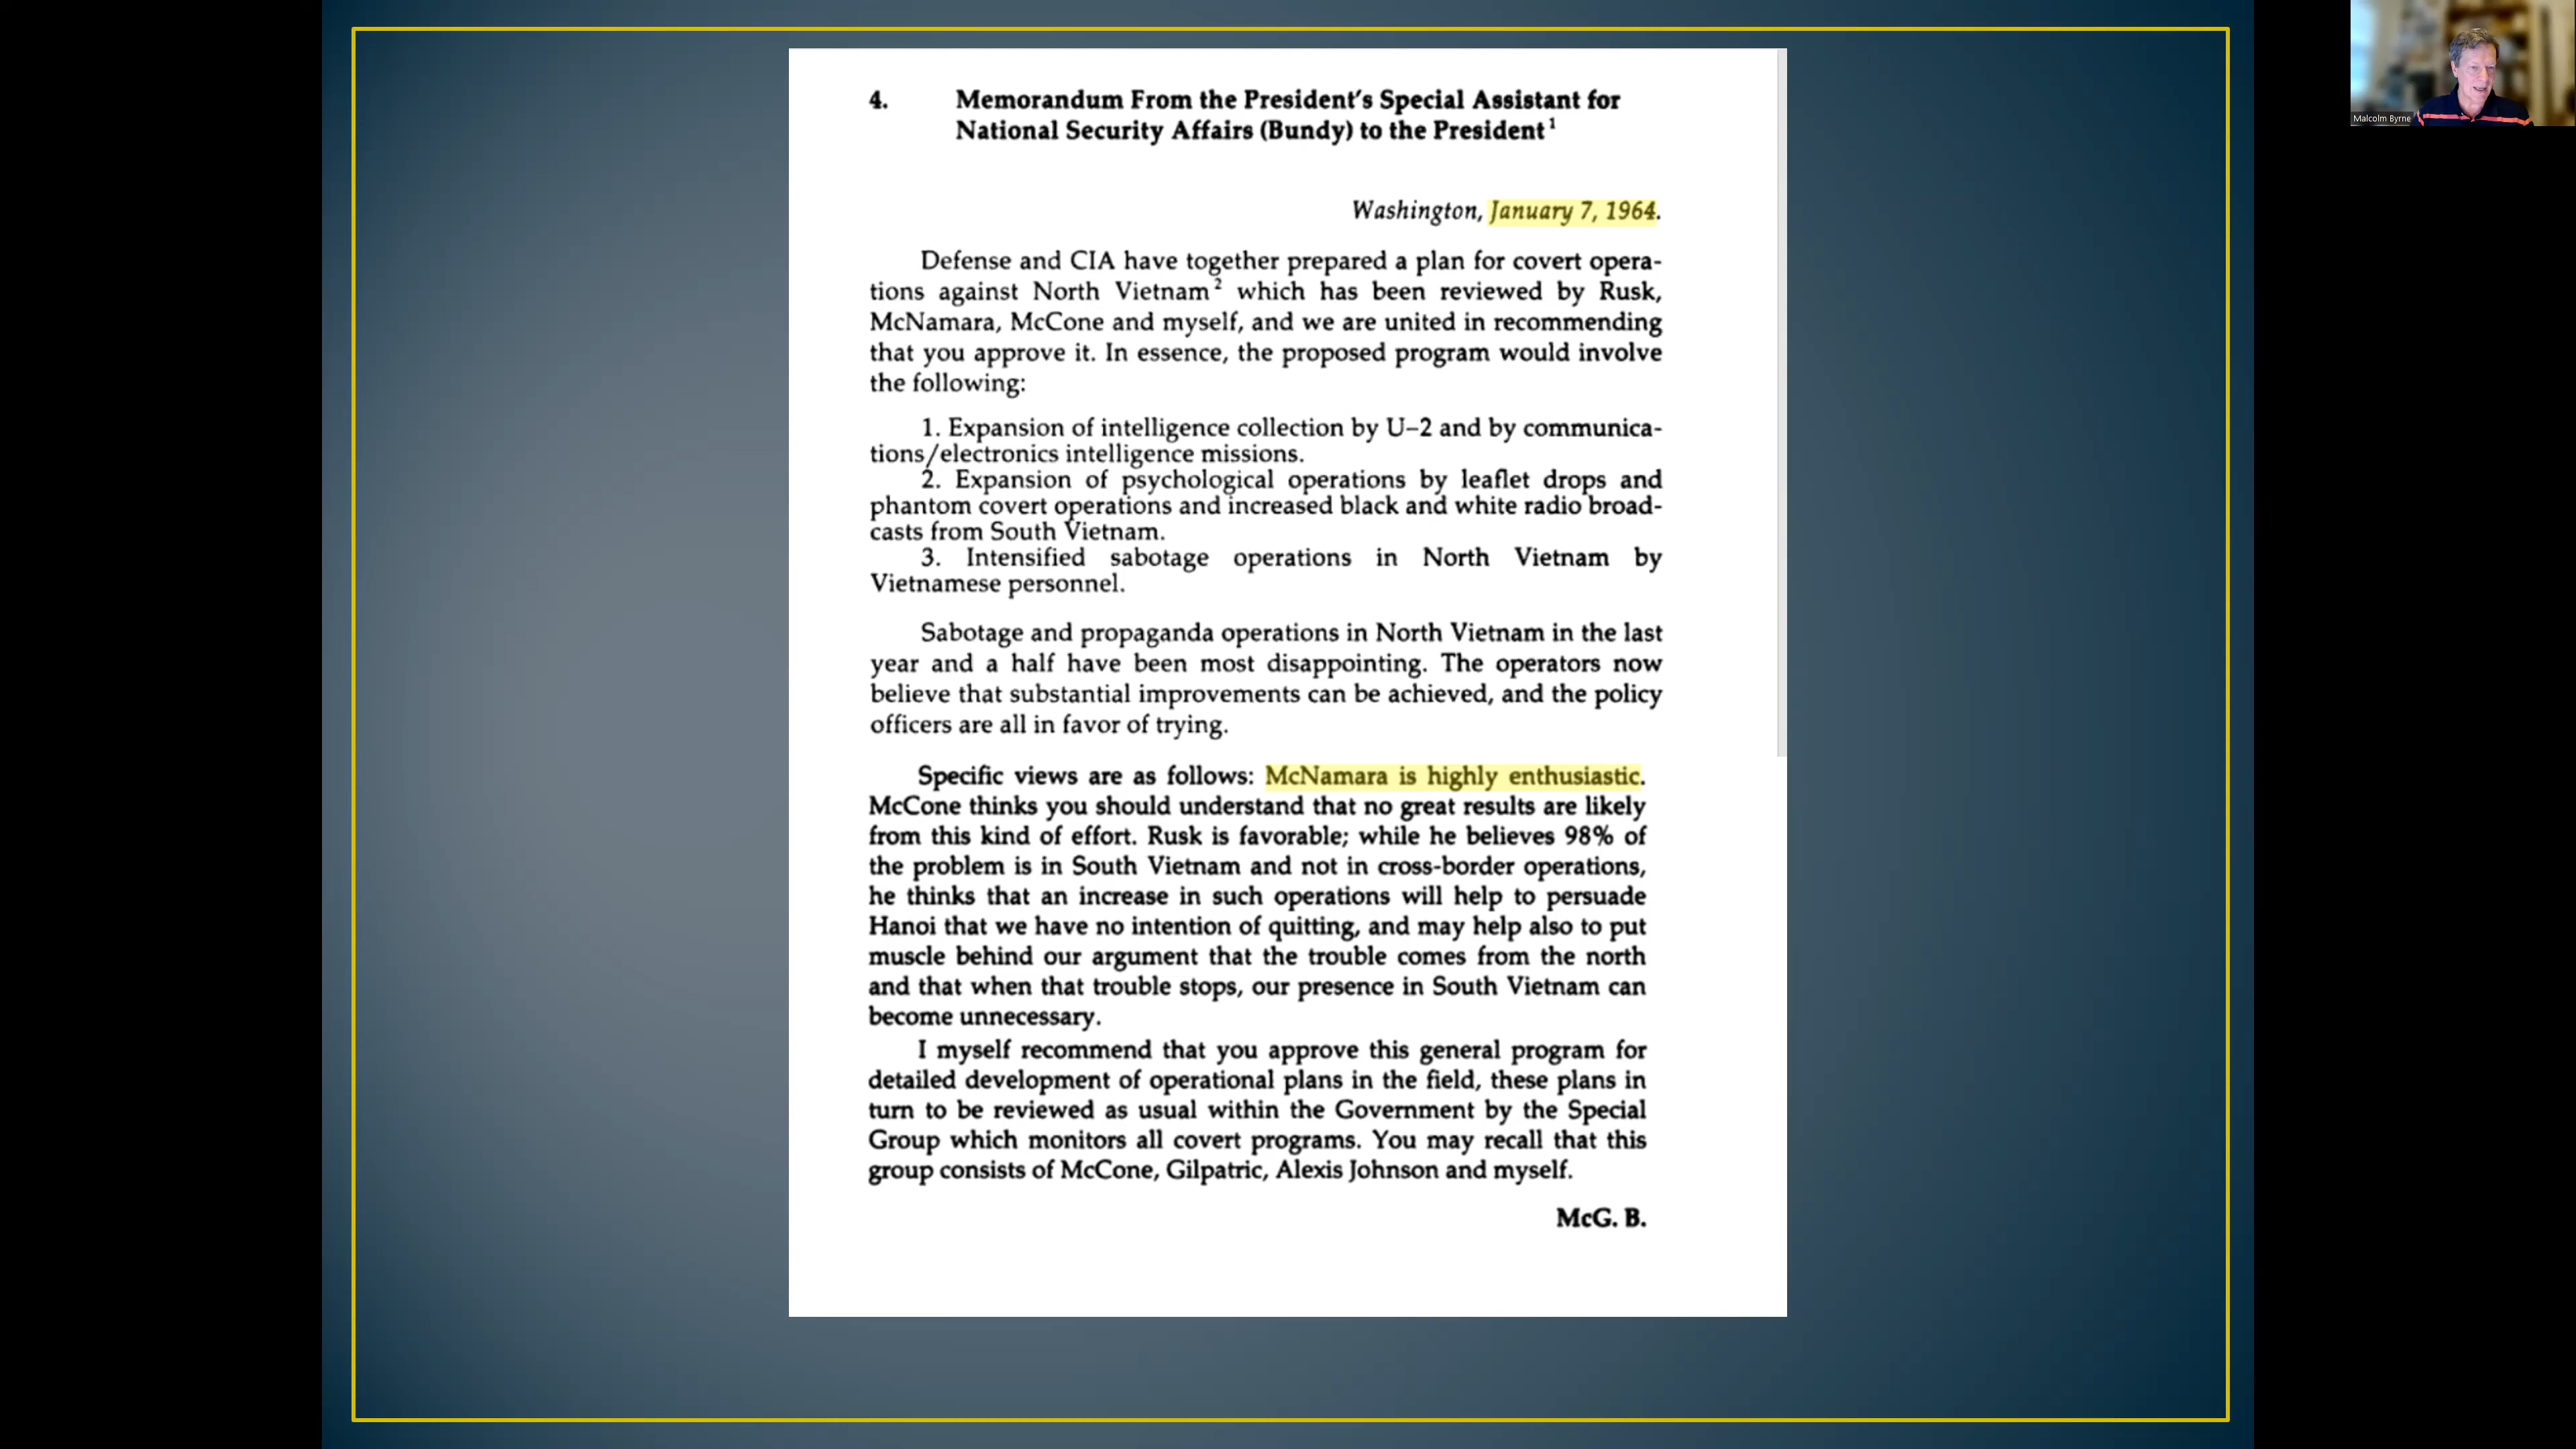 4. Memorandum From the President's Special Assistant for
National Security Affairs (Bundy) to the President1
Washington, January 7, 1964.
Defense and CIA have together prepared a plan for covert opera-
tions against North Vietnam2 which has been reviewed by Rusk,
McNamara, McCone and myself, and we are united in recommending
that you approve it. In essence, the proposed program would involve
the following:
1. Expansion of intelligence collection by U-2 and by communica-
tions/electronics intelligence missions.
2. Expansion of psychological operations by leaflet drops and
phantom covert operations and increased black and white radio broad-
casts from South Vietnam.
3. Intensified sabotage operations in North Vietnam by
Vietnamese personnel.
Sabotage and propaganda operations in North Vietnam in the last
year and a half have been most disappointing. The operators now
believe that substantial improvements can be achieved, and the policy
officers are all in favor of trying.
Specific views are as follows: McNamara is highly enthusiastic.
McCone thinks you should understand that no great results are likely
from this kind of effort. Rusk is favorable; while he believes 98% of
the problem is in South Vietnam and not in cross-border operations,
he thinks that an increase in such operations will help to persuade
Hanoi that we have no intention of quitting, and may help also to put
muscle behind our argument that the trouble comes from the north
and that when that trouble stops, our presence in South Vietnam can
become unnecessary.
I myself recommend that you approve this general program for
detailed development of operational plans in the field, these plans in
turn to be reviewed as usual within the Government by the Special
Group which monitors all covert programs. You may recall that this
group consists of McCone, Gilpatric, Alexis Johnson and myself.
McG. B.
Malcolm Byrne